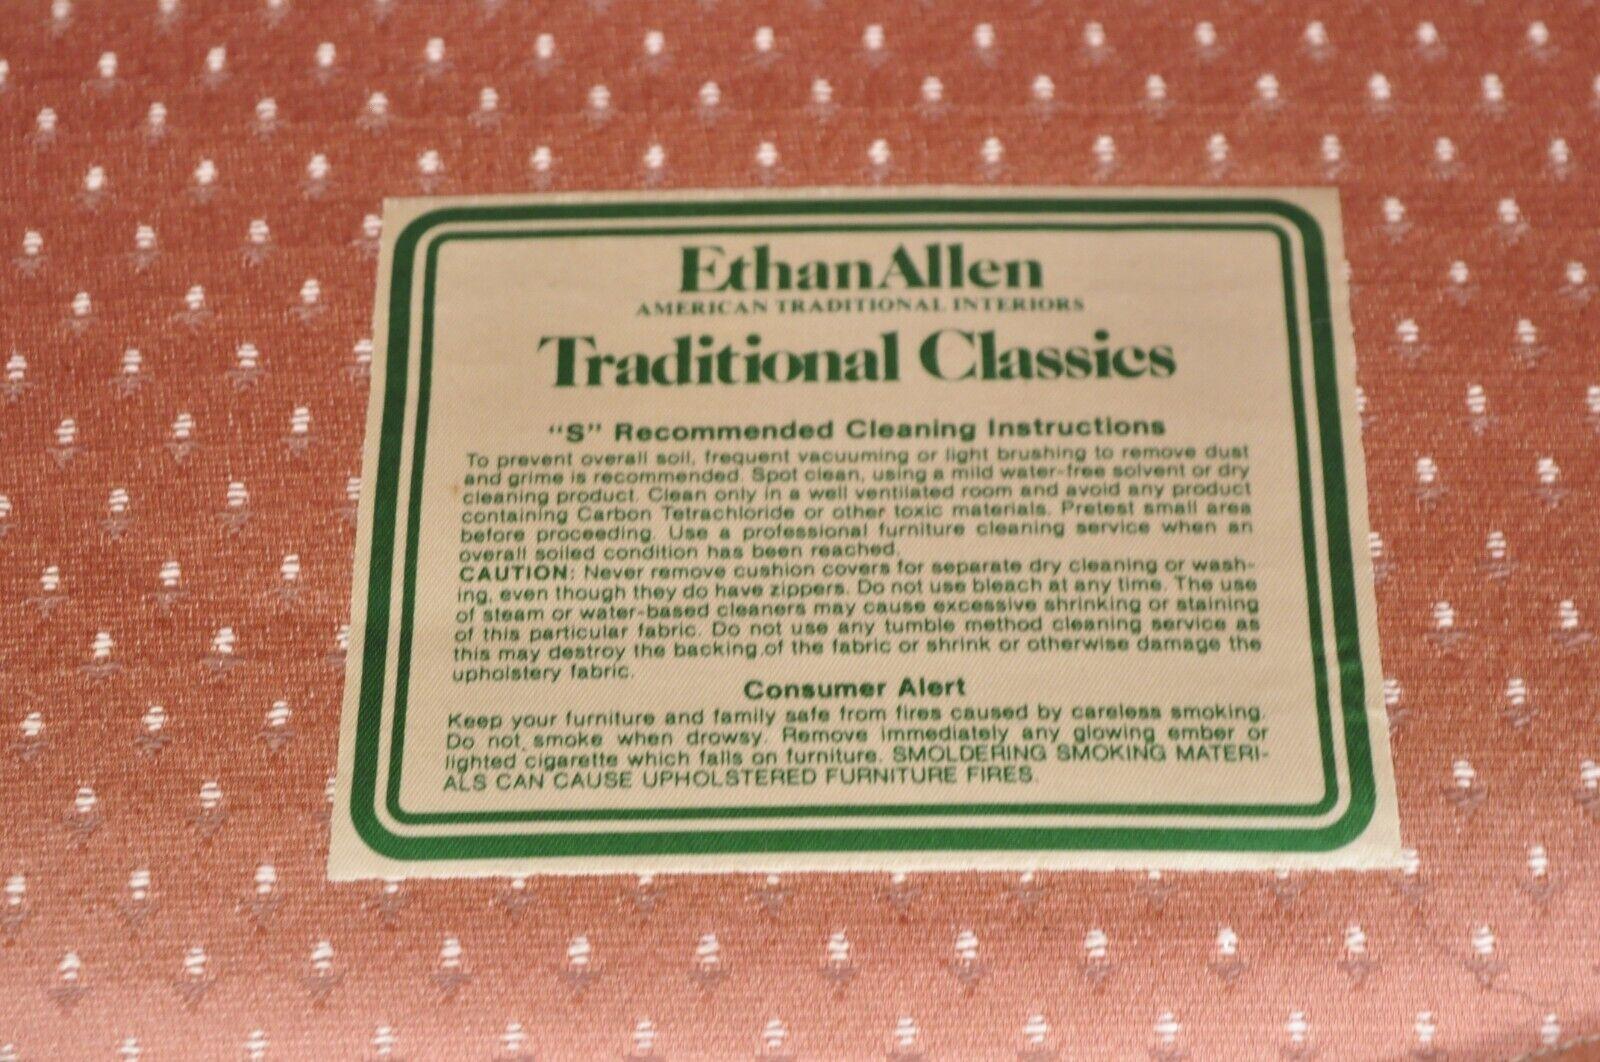 EthanAllen
AMERICAN TRADITIONAL INTERIORS
Traditional Classics
"S" Recommended Cleaning Instructions
To prevent overall soil, frequent vacuuming or light brushing to remove dust
and grime is recommended. Spot clean, using a mild water-free solvent or dry
cleaning product. Clean only in a well ventilated room and avoid any product
containing Carbon Tetrachloride or other toxic materials. Pretest small area
before proceeding. Use a professional furniture cleaning service when an
overall soiled condition has been reached.
CAUTION: Never remove cushion covers for separate dry cleaning or wash-
ing, even though they do have zippers. Do not use bleach at any time. The use
of steam or water-based cleaners may cause excessive shrinking or staining
of this particular fabric. Do not use any tumble method cleaning service as
this may destroy the backing of the fabric or shrink or otherwise damage the
upholstery fabric.
Consumer Alert
Keep your furniture and family safe from fires caused by careless smoking.
Do not smoke when drowsy. Remove immediately any glowing ember or
lighted cigarette which falls on furniture. SMOLDERING SMOKING MATERI-
ALS CAN CAUSE UPHOLSTERED FURNITURE FIRES.